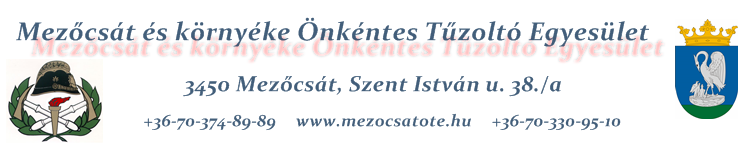 Mezőcsát és környéke Önkéntes Tűzoltó Egyesület
3450 Mezőcsát, Szent István u. 38./a
+36-70-374-89-89 www.mezocsatote.hu +36-70-330-95-10